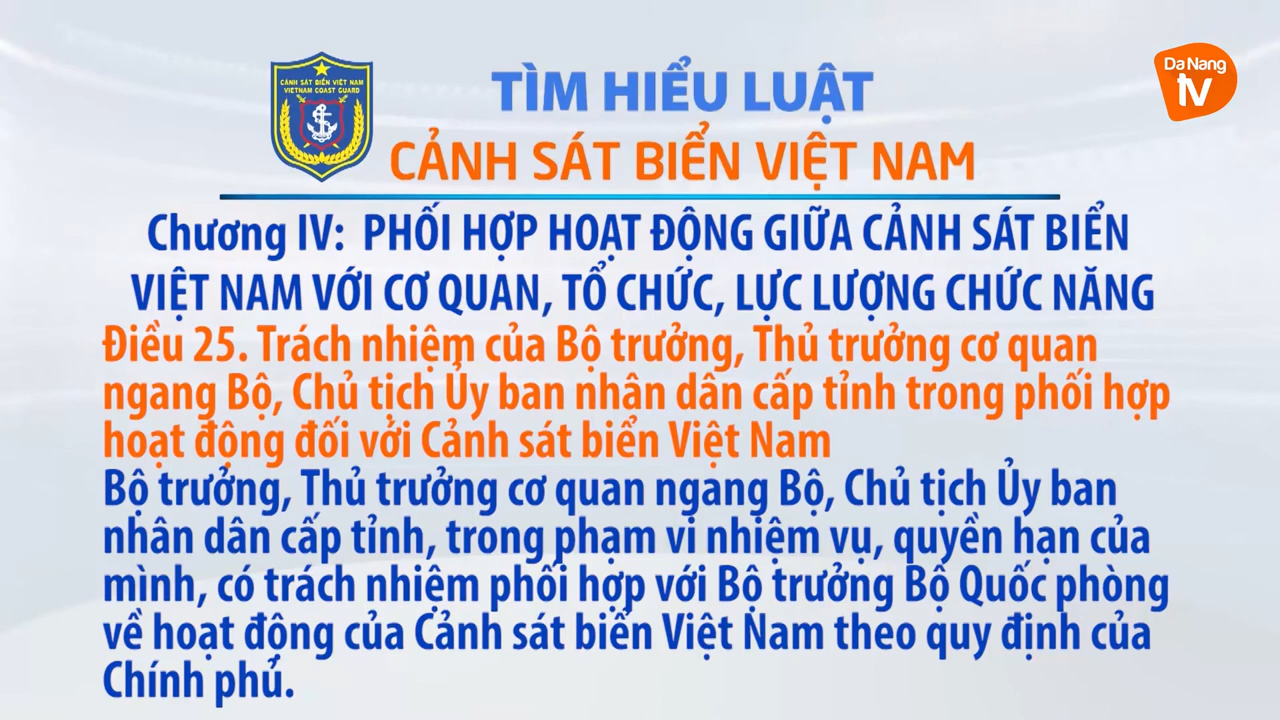 CẢNH SÁT BIỂN VIỆT NAM
VIETNAM COAST GUARD
TÌM HIỂU LUẬT
CẢNH SÁT BIỂN VIỆT NAM
Da Nang
tv
Chương IV: PHỐI HỢP HOẠT ĐỘNG GIỮA CẢNH SÁT BIỂN
VIỆT NAM VỚI CƠ QUAN, TỔ CHỨC, LỰC LƯỢNG CHỨC NĂNG
Điều 25. Trách nhiệm của Bộ trưởng, Thủ trưởng cơ quan
ngang Bộ, Chủ tịch Ủy ban nhân dân cấp tỉnh trong phối hợp
hoạt động đối với Cảnh sát biển Việt Nam
Bộ trưởng, Thủ trưởng cơ quan ngang Bộ, Chủ tịch Ủy ban
nhân dân cấp tỉnh, trong phạm vi nhiệm vụ, quyền hạn của
mình, có trách nhiệm phối hợp với Bộ trưởng Bộ Quốc phòng
về hoạt động của Cảnh sát biển Việt Nam theo quy định của
Chính phủ.